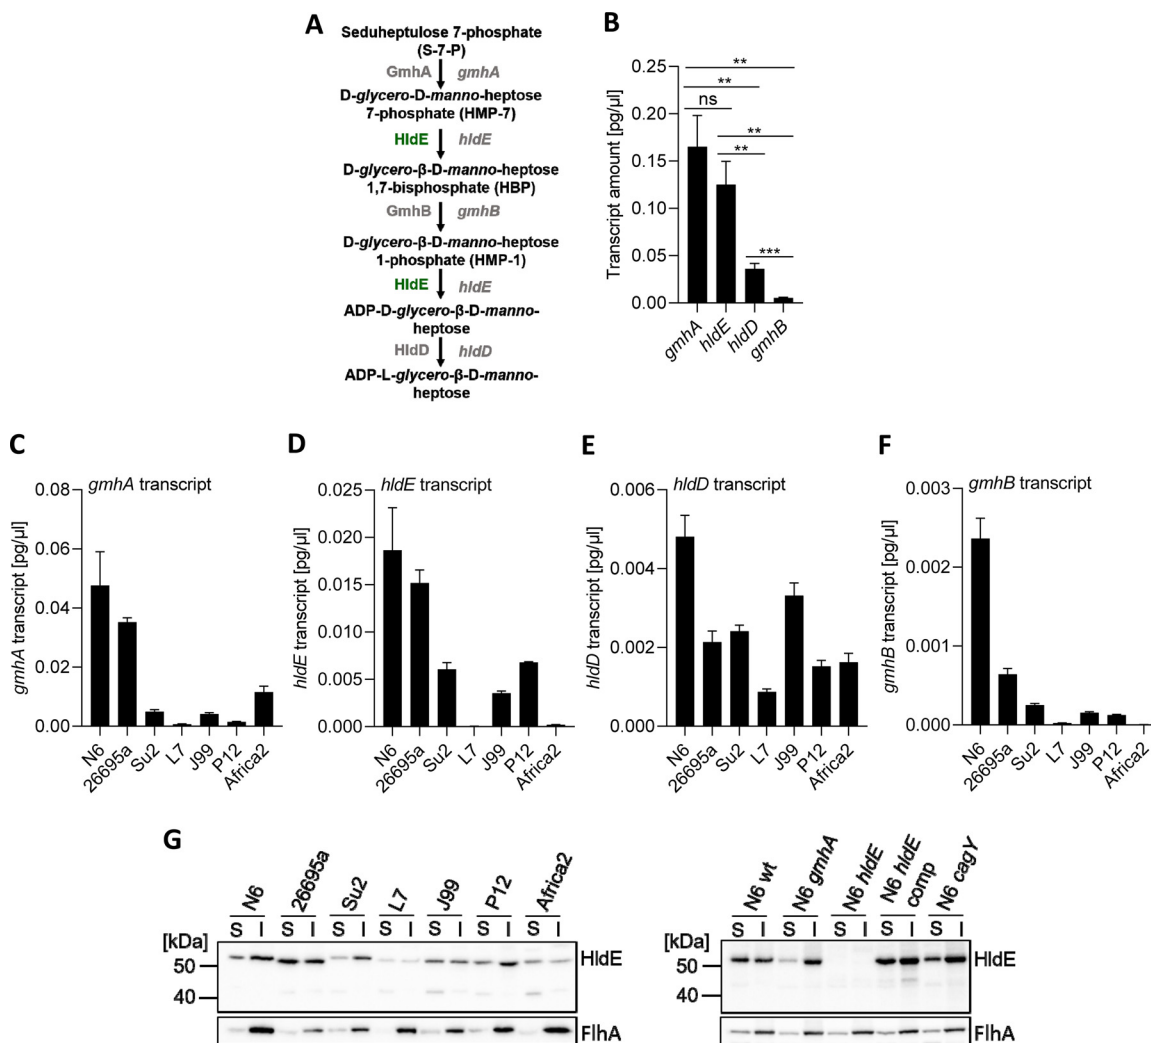 A
Seduheptulose 7-phosphate
(S-7-P)
GmhA gmhA
D-glycero-D-manno-heptose
7-phosphate (HMP-7)
HldE hldE
D-glycero-β-D-manno-heptose
1,7-bisphosphate (HBP)
GmhB gmhB
D-glycero-β-D-manno-heptose
1-phosphate (HMP-1)
HldE hldE
ADP-D-glycero-β-D-manno-
heptose
HldD hldD
ADP-L-glycero-β-D-manno-
heptose
B
Transcript amount [pg/µl]
0.25
0.20
0.15
0.10
0.05
0.00
**
**
ns
**
**
***
gmhA
hldE
hldD
gmhB
C
gmhA transcript
gmhA transcript [pg/µl]
0.08
0.06
0.04
0.02
0.00
N6
26695a
Su2
L7
J99
P12
Africa2
D
hldE transcript
hldE transcript [pg/µl]
0.025
0.020
0.015
0.010
0.005
0.000
N6
26695a
Su2
L7
J99
P12
Africa2
E
hldD transcript
hldD transcript [pg/µl]
0.006
0.004
0.002
0.000
N6
26695a
Su2
L7
J99
P12
Africa2
F
gmhB transcript
gmhB transcript [pg/µl]
0.003
0.002
0.001
0.000
N6
26695a
Su2
L7
J99
P12
Africa2
G
N6 26695a Su2 L7 J99 P12 Africa2
S I S I S I S I S I S I S I
[kDa]
50
40
HldE
FlhA
N6 wt N6 gmhA N6 hldE N6 hldE comp N6 cagY
S I S I S I S I S I
[kDa]
50
40
HldE
FlhA